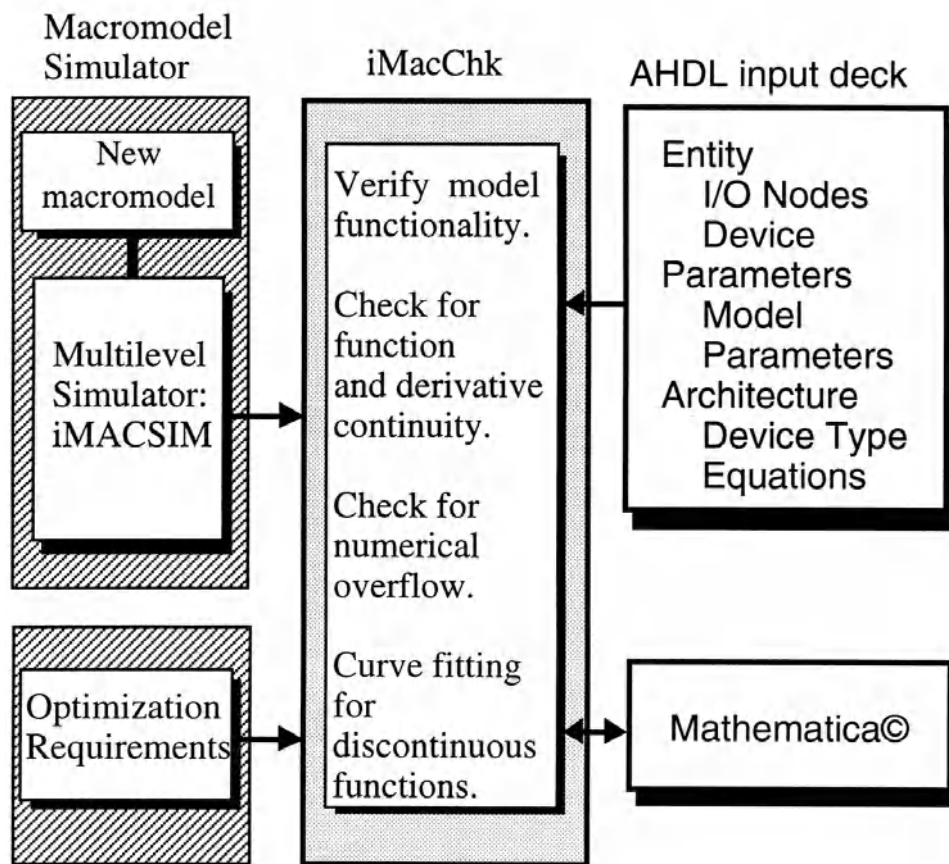 Macromodel
Simulator
New
macromodel
Multilevel
Simulator:
iMACSIM
Optimization
Requirements
iMacChk
Verify model
functionality.
Check for
function
and derivative
continuity.
Check for
numerical
overflow.
Curve fitting
for
discontinuous
functions.
AHDL input deck
Entity
I/O Nodes
Device
Parameters
Model
Parameters
Architecture
Device Type
Equations
Mathematica©